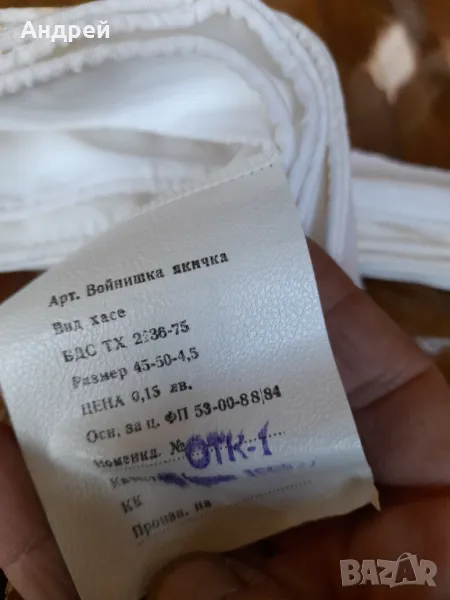 Андрей
Арт. Войнишка якичка
Вид хасе
БДС ТХ 2136-75
Размер 45-50-4,5
ЦЕНА 0,15 лв.
Осн. за ц. ФП 53-00-88/84
Номенкл. №
ОТК-1
КК
Произв. на
BAZAR